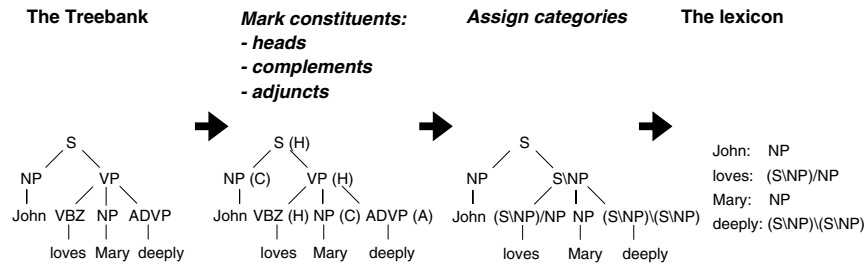 The Treebank
Mark constituents:
- heads
- complements
- adjuncts
Assign categories
The lexicon
S
NP VP
John VBZ NP ADVP
loves Mary deeply
S (H)
NP (C) VP (H)
John VBZ (H) NP (C) ADVP (A)
loves Mary deeply
S
NP S\NP
John (S\NP)/NP NP (S\NP)\(S\NP)
loves Mary deeply
John: NP
loves: (S\NP)/NP
Mary: NP
deeply: (S\NP)\(S\NP)